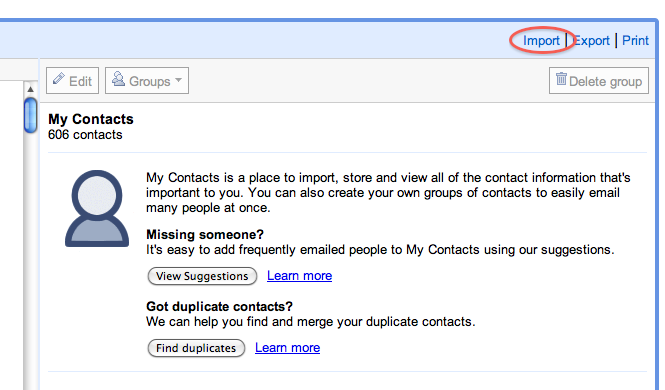 Import | Export | Print
Edit Groups Delete group
My Contacts
606 contacts
My Contacts is a place to import, store and view all of the contact information that's
important to you. You can also create your own groups of contacts to easily email
many people at once.
Missing someone?
It's easy to add frequently emailed people to My Contacts using our suggestions.
View Suggestions Learn more
Got duplicate contacts?
We can help you find and merge your duplicate contacts.
Find duplicates Learn more